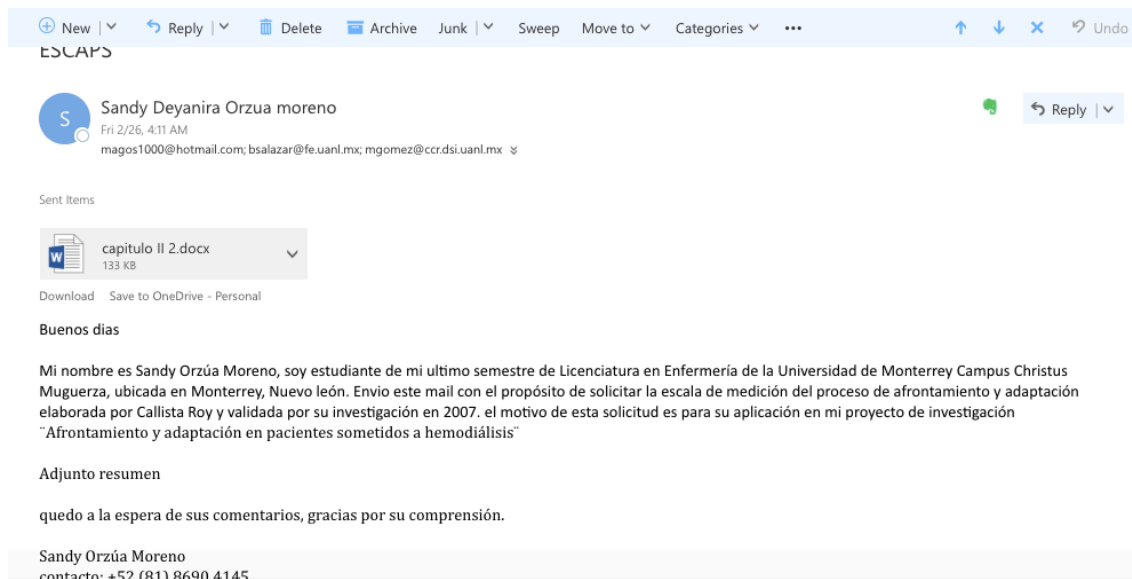 New Reply Delete Archive Junk Sweep Move to Categories ... Undo
ESCAPS
S Sandy Deyanira Orzua moreno Reply
Fri 2/26, 4:11 AM
magos1000@hotmail.com; bsalazar@fe.uanl.mx; mgomez@ccr.dsi.uanl.mx
Sent Items
W capitulo II 2.docx
133 KB
Download Save to OneDrive - Personal
Buenos dias
Mi nombre es Sandy Orzúa Moreno, soy estudiante de mi ultimo semestre de Licenciatura en Enfermería de la Universidad de Monterrey Campus Christus
Muguerza, ubicada en Monterrey, Nuevo león. Envio este mail con el propósito de solicitar la escala de medición del proceso de afrontamiento y adaptación
elaborada por Callista Roy y validada por su investigación en 2007. el motivo de esta solicitud es para su aplicación en mi proyecto de investigación
¨Afrontamiento y adaptación en pacientes sometidos a hemodiálisis¨
Adjunto resumen
quedo a la espera de sus comentarios, gracias por su comprensión.
Sandy Orzúa Moreno
contacto: +52 (81) 8690 4145